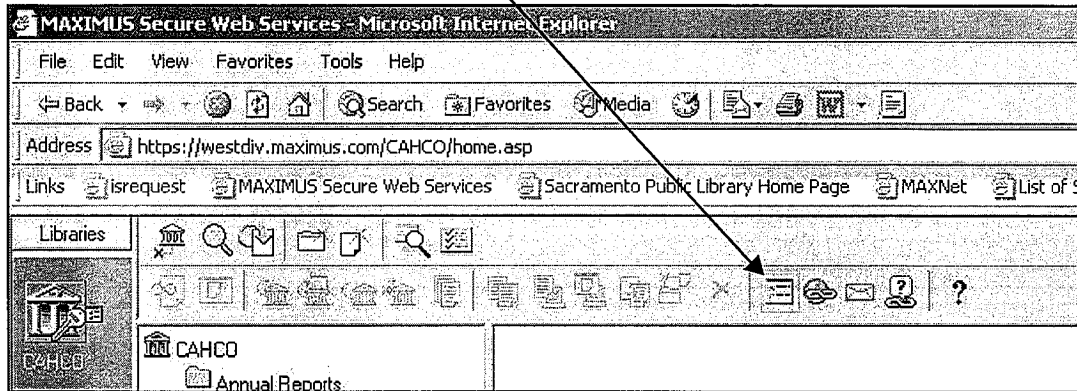 MAXIMUS Secure Web Services - Microsoft Internet Explorer
File Edit View Favorites Tools Help
Back Search Favorites Media
Address https://westdiv.maximus.com/CAHCO/home.asp
Links isrequest MAXIMUS Secure Web Services Sacramento Public Library Home Page MAXNet List of S
Libraries
?
CAHCO
CAHCO
Annual Reports